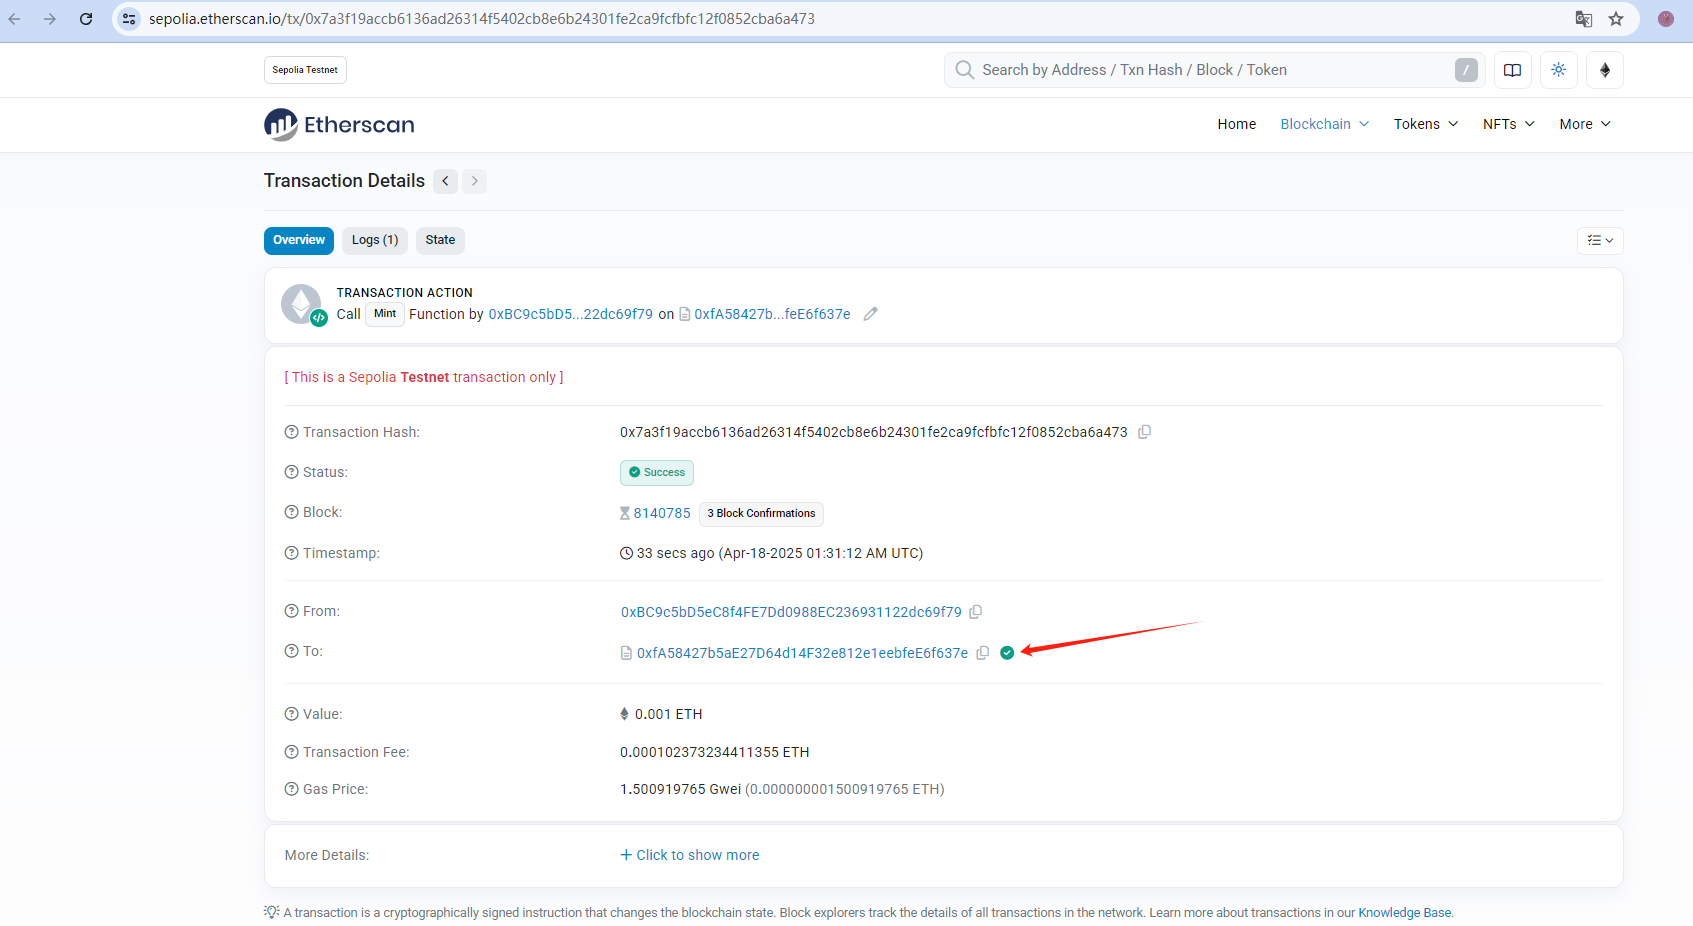 sepolia.etherscan.io/tx/0x7a3f19accb6136ad26314f5402cb8e6b24301fe2ca9fcfbfc12f0852cba6a473
Sepolia Testnet
Search by Address / Txn Hash / Block / Token /
Etherscan
Home Blockchain Tokens NFTs More
Transaction Details
Overview Logs (1) State
TRANSACTION ACTION
Call Mint Function by 0xBC9c5bD5...22dc69f79 on 0xfA58427b...feE6f637e
[ This is a Sepolia Testnet transaction only ]
Transaction Hash: 0x7a3f19accb6136ad26314f5402cb8e6b24301fe2ca9fcfbfc12f0852cba6a473
Status: Success
Block: 8140785 3 Block Confirmations
Timestamp: 33 secs ago (Apr-18-2025 01:31:12 AM UTC)
From: 0xBC9c5bD5eC8f4FE7Dd0988EC236931122dc69f79
To: 0xfA58427b5aE27D64d14F32e812e1eebfeE6f637e
Value: 0.001 ETH
Transaction Fee: 0.000102373234411355 ETH
Gas Price: 1.500919765 Gwei (0.000000001500919765 ETH)
More Details: + Click to show more
A transaction is a cryptographically signed instruction that changes the blockchain state. Block explorers track the details of all transactions in the network. Learn more about transactions in our Knowledge Base.